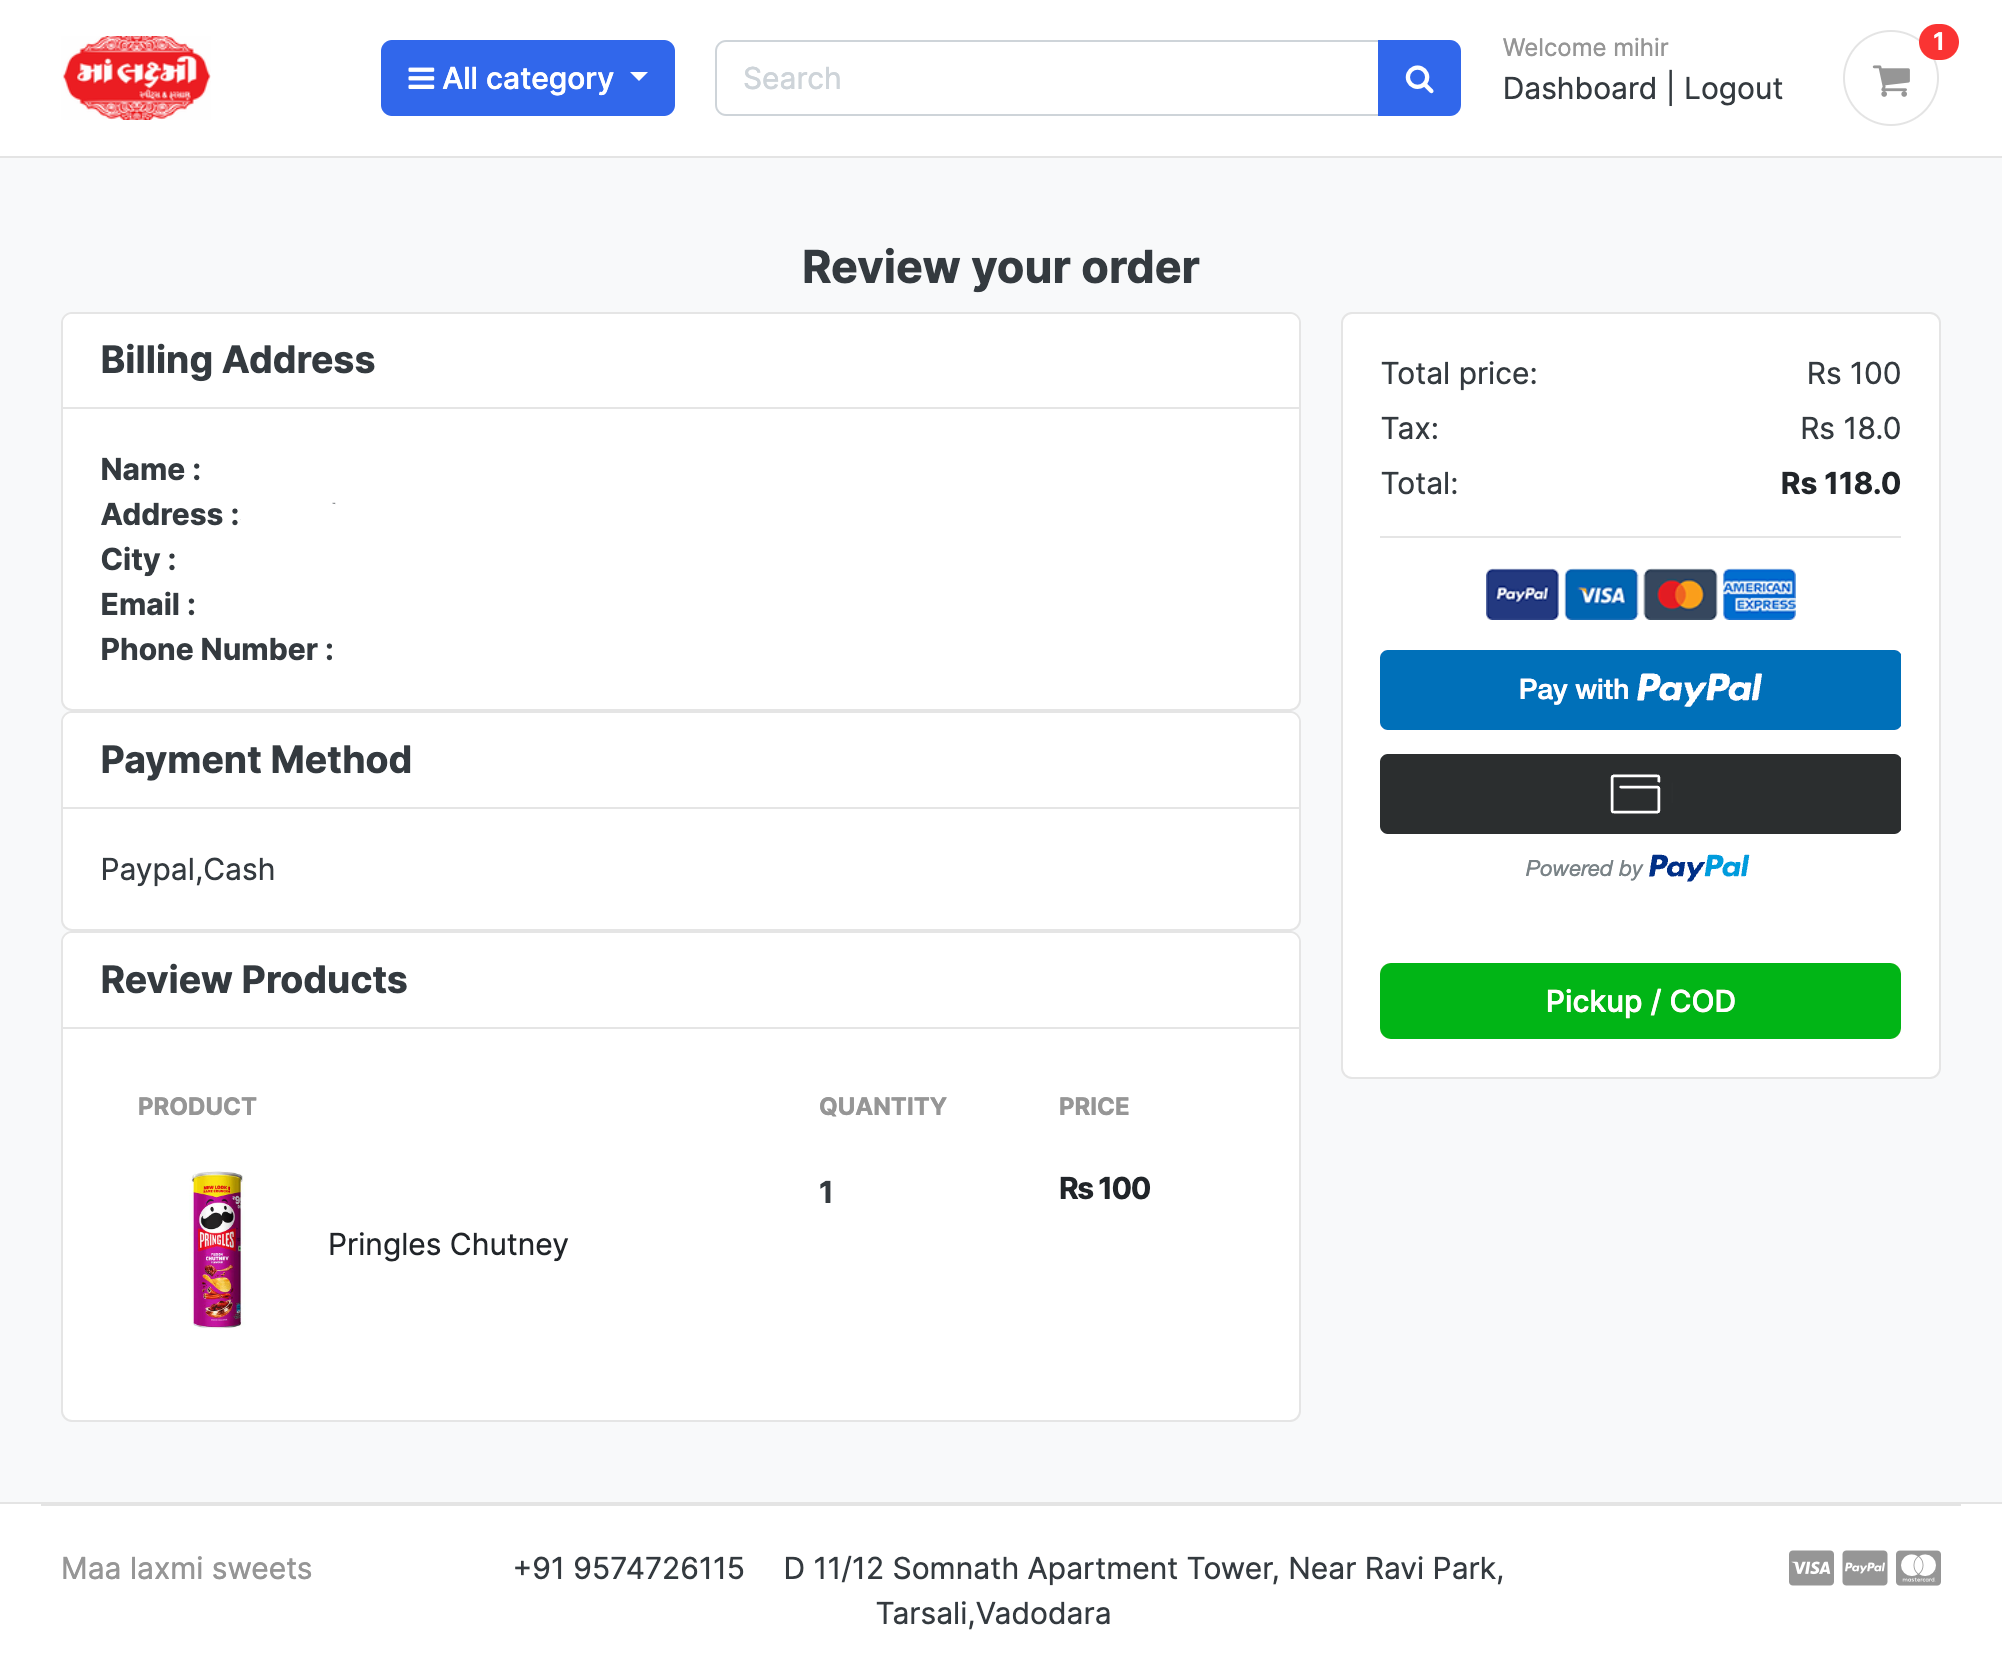 માં લક્ષ્મી
All category
Search
Welcome mihir
Dashboard | Logout
1
Review your order
Billing Address
Name :
Address :
City :
Email :
Phone Number :
Payment Method
Paypal,Cash
Review Products
PRODUCT QUANTITY PRICE
PRINGLES
CHUTNEY
Pringles Chutney
1
Rs 100
Total price: Rs 100
Tax: Rs 18.0
Total: Rs 118.0
PayPal VISA AMERICAN EXPRESS
Pay with PayPal
Powered by PayPal
Pickup / COD
Maa laxmi sweets
+91 9574726115
D 11/12 Somnath Apartment Tower, Near Ravi Park,
Tarsali,Vadodara
VISA PayPal mastercard